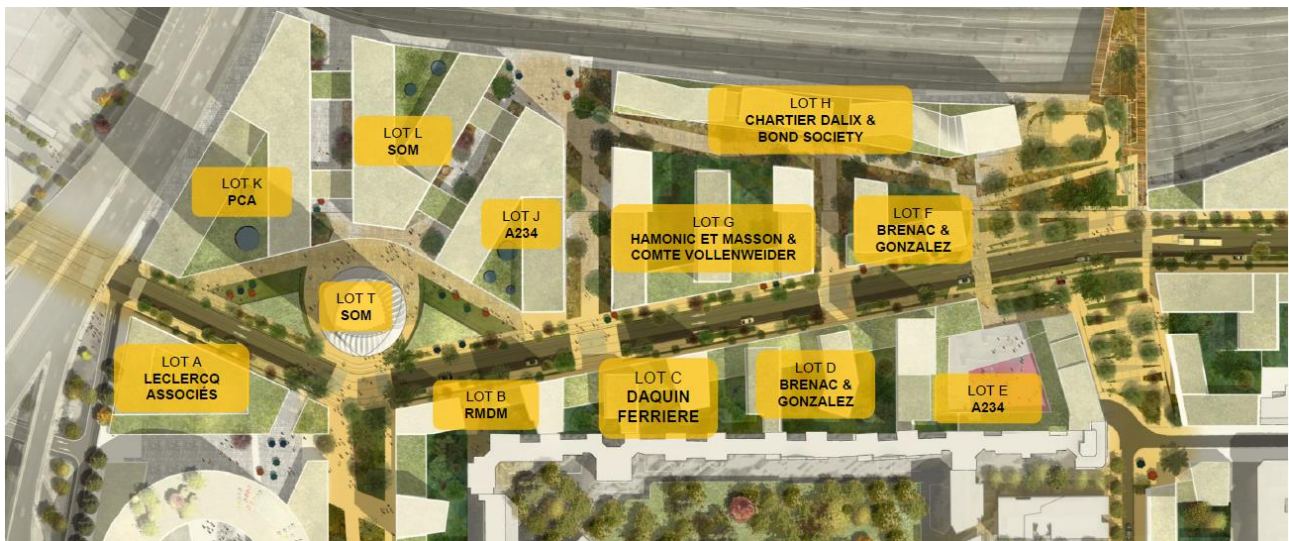 LOT H
CHARTIER DALIX &
BOND SOCIETY
LOT L
SOM
LOT K
PCA
LOT J
A234
LOT G
HAMONIC ET MASSON &
COMTE VOLLENWEIDER
LOT F
BRENAC &
GONZALEZ
LOT T
SOM
LOT A
LECLERCQ
ASSOCIÉS
LOT B
RMDM
LOT C
DAQUIN
FERRIERE
LOT D
BRENAC &
GONZALEZ
LOT E
A234